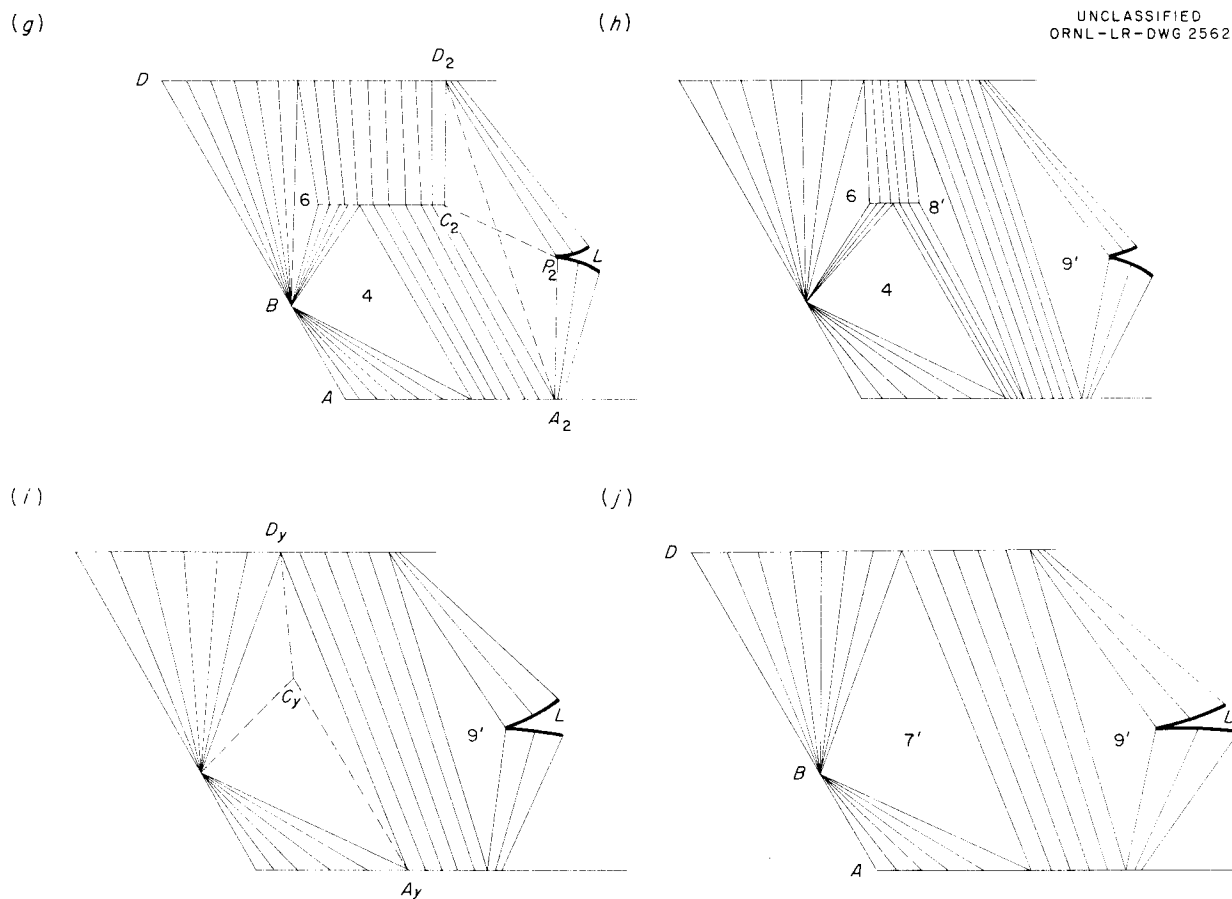 UNCLASSIFIED
ORNL-LR-DWG 2562
(g)
(h)
D
D2
6
C2
P2
L
B
4
A
A2
6
8'
4
9'
(i)
(j)
Dy
Cy
9'
L
Ay
D
7'
9'
L
B
A